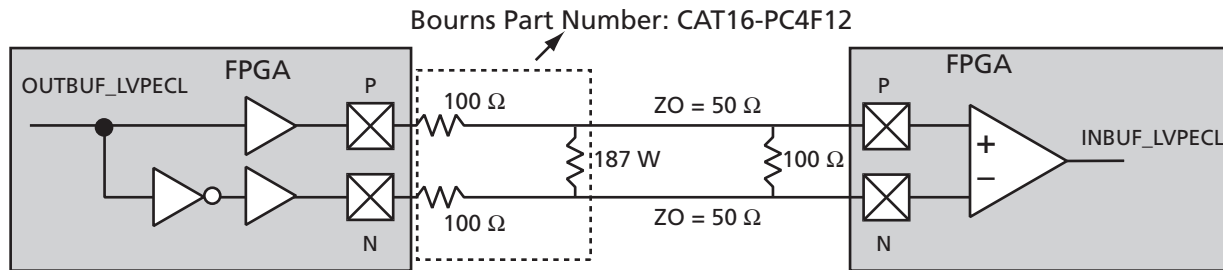 Bourns Part Number: CAT16-PC4F12
FPGA
OUTBUF_LVPECL
P
100 Ω
ZO = 50 Ω
187 W
100 Ω
N
100 Ω
ZO = 50 Ω
FPGA
P
+
–
INBUF_LVPECL
N